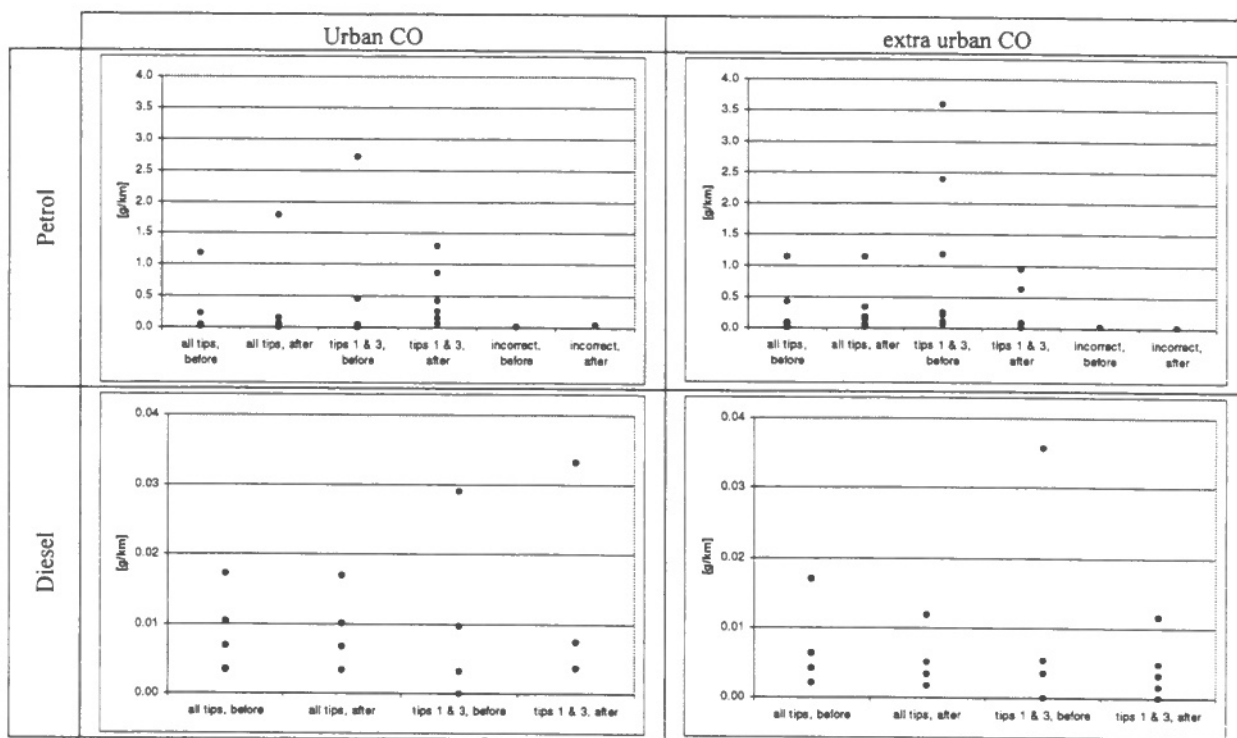 Urban CO
extra urban CO
Petrol
[g/km]
4.0
3.5
3.0
2.5
2.0
1.5
1.0
0.5
0.0
all tips, before
all tips, after
tips 1 & 3, before
tips 1 & 3, after
incorrect, before
incorrect, after
[g/km]
4.0
3.5
3.0
2.5
2.0
1.5
1.0
0.5
0.0
all tips, before
all tips, after
tips 1 & 3, before
tips 1 & 3, after
incorrect, before
incorrect, after
Diesel
[g/km]
0.04
0.03
0.02
0.01
0.00
all tips, before
all tips, after
tips 1 & 3, before
tips 1 & 3, after
[g/km]
0.04
0.03
0.02
0.01
0.00
all tips, before
all tips, after
tips 1 & 3, before
tips 1 & 3, after